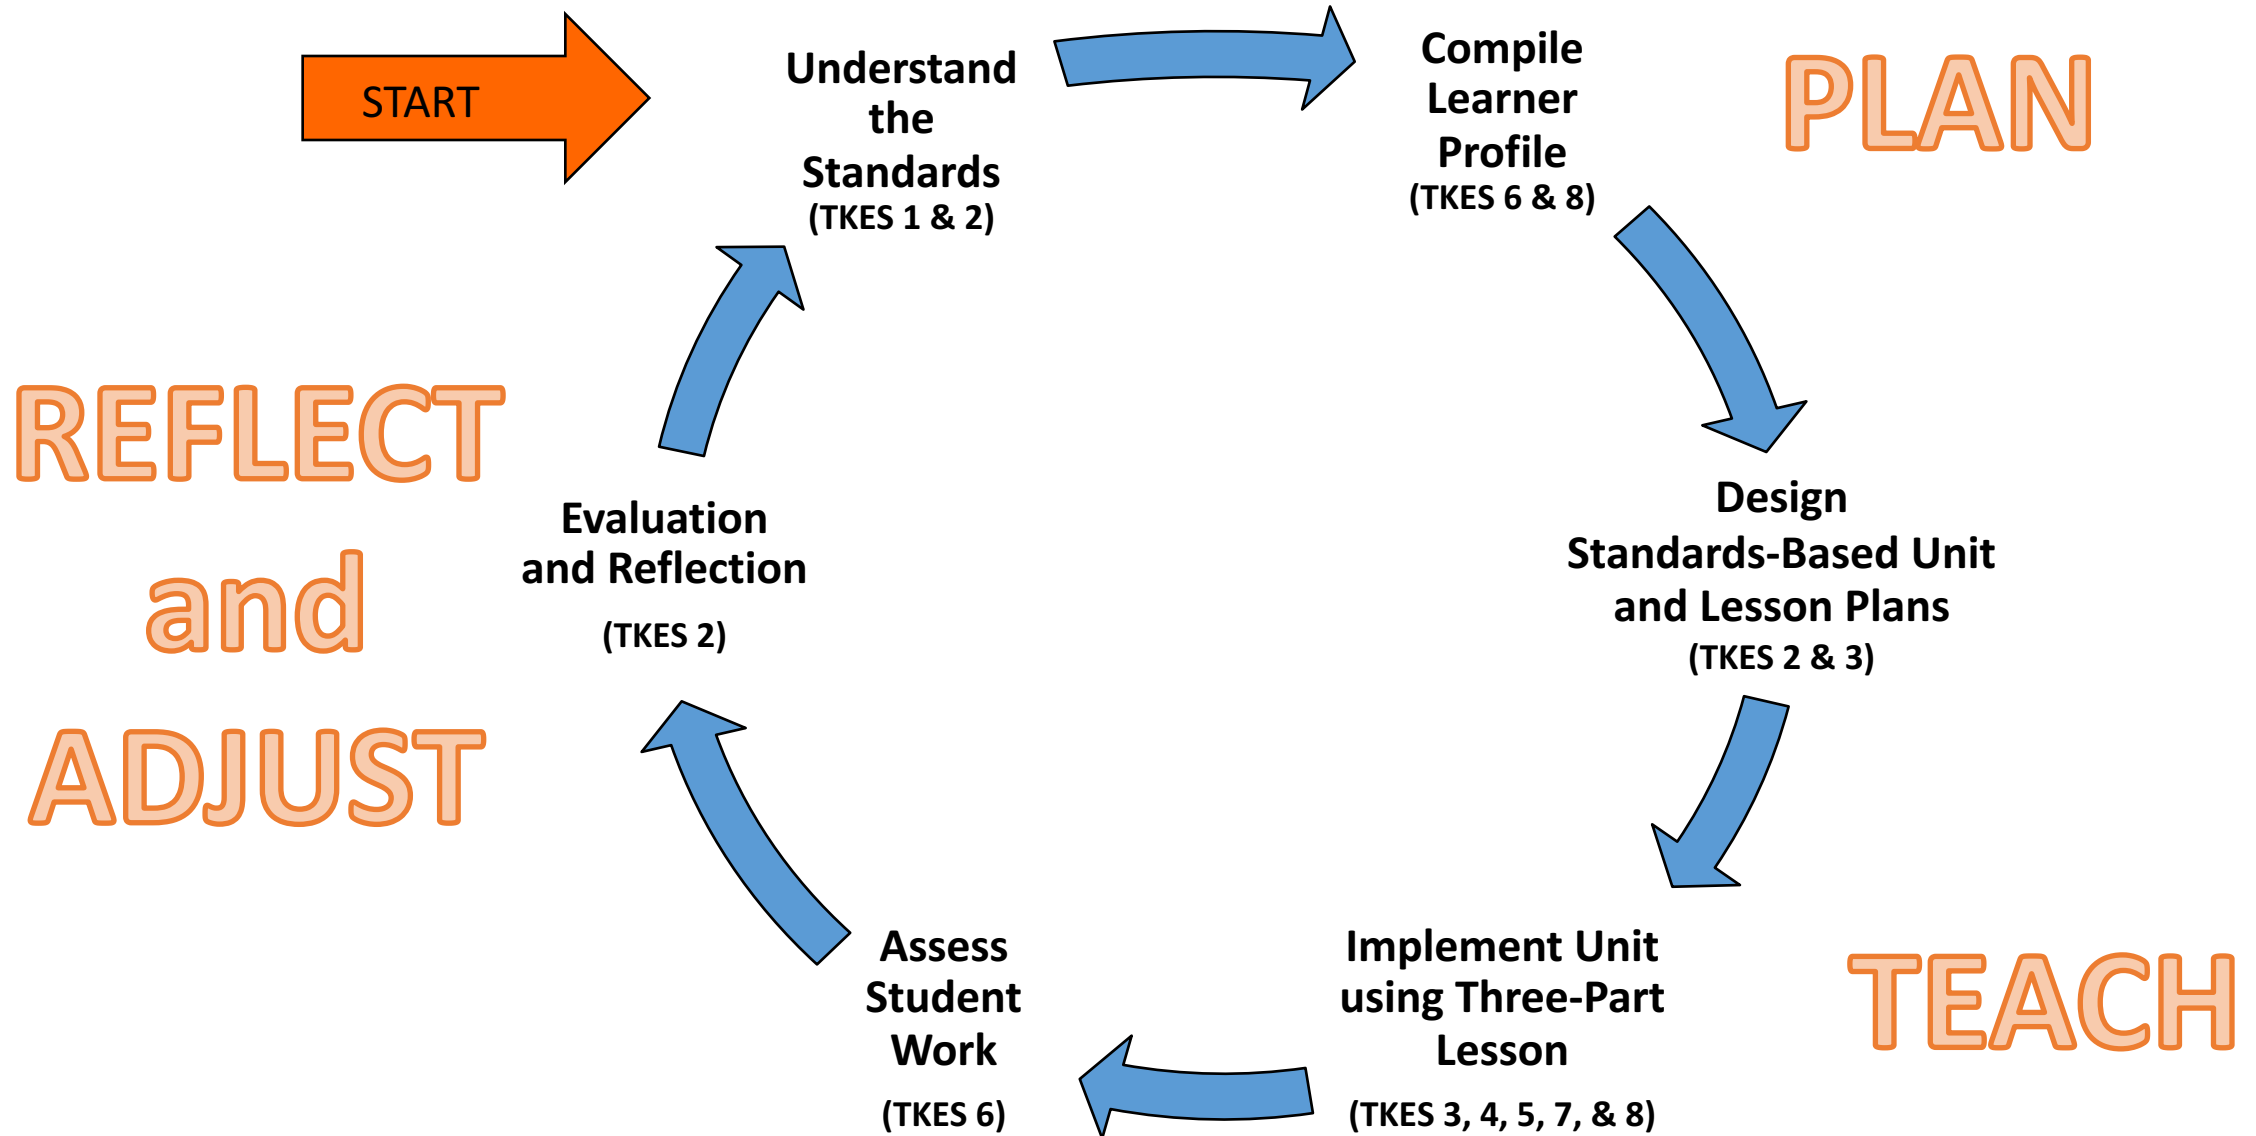 START
Understand
the
Standards
(TKES 1 & 2)
Compile
Learner
Profile
(TKES 6 & 8)
PLAN
Design
Standards-Based Unit
and Lesson Plans
(TKES 2 & 3)
TEACH
Implement Unit
using Three-Part
Lesson
(TKES 3, 4, 5, 7, & 8)
Assess
Student
Work
(TKES 6)
REFLECT
and
ADJUST
Evaluation
and Reflection
(TKES 2)